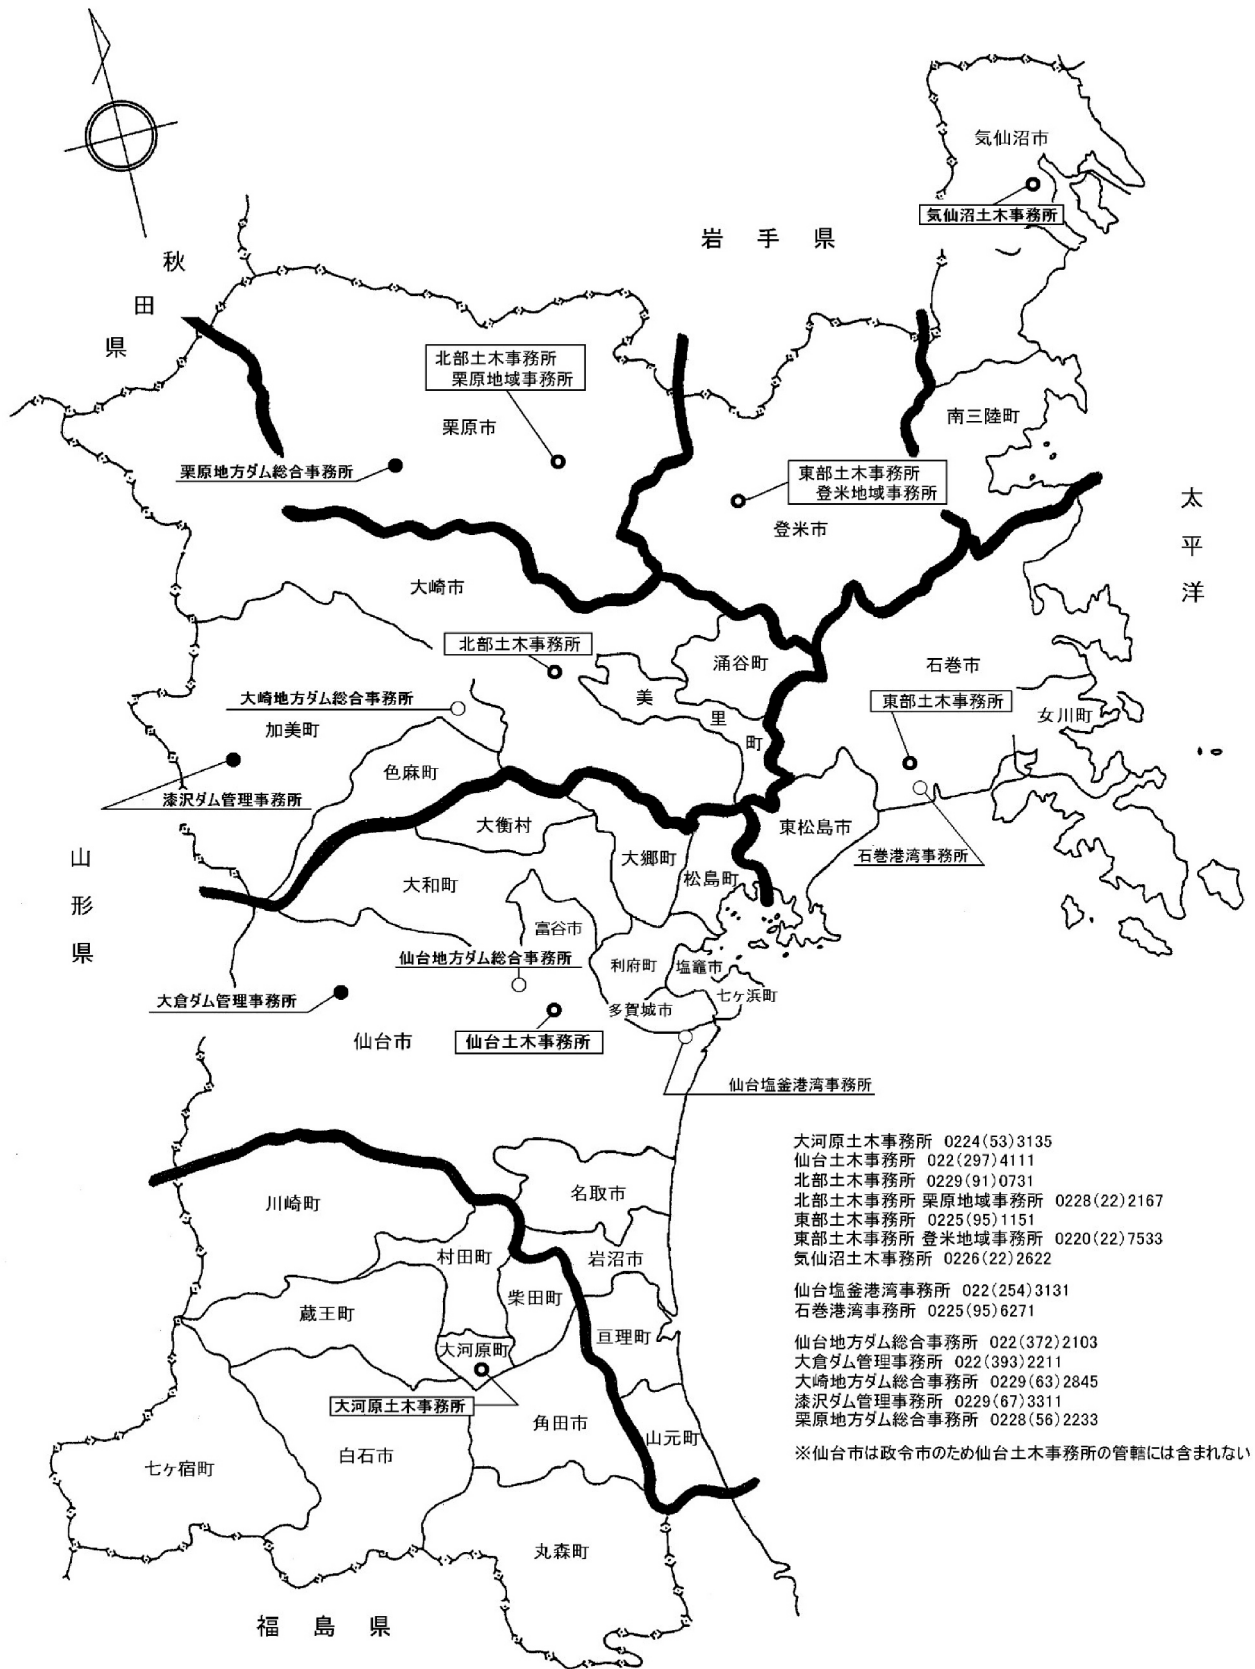 気仙沼市
気仙沼土木事務所
岩手県
秋田県
北部土木事務所
栗原地域事務所
栗原市
南三陸町
栗原地方ダム総合事務所
東部土木事務所
登米地域事務所
登米市
太平洋
大崎市
北部土木事務所
涌谷町
石巻市
美里町
大崎地方ダム総合事務所
東部土木事務所
女川町
加美町
色麻町
漆沢ダム管理事務所
大衡村
東松島市
大郷町
石巻港湾事務所
山形県
大和町
松島町
富谷市
仙台地方ダム総合事務所
利府町
塩竈市
大倉ダム管理事務所
多賀城市
七ヶ浜町
仙台市
仙台土木事務所
仙台塩釜港湾事務所
大河原土木事務所 0224(53)3135
仙台土木事務所 022(297)4111
北部土木事務所 0229(91)0731
北部土木事務所 栗原地域事務所 0228(22)2167
東部土木事務所 0225(95)1151
東部土木事務所 登米地域事務所 0220(22)7533
気仙沼土木事務所 0226(22)2622
仙台塩釜港湾事務所 022(254)3131
石巻港湾事務所 0225(95)6271
仙台地方ダム総合事務所 022(372)2103
大倉ダム管理事務所 022(393)2211
大崎地方ダム総合事務所 0229(63)2845
漆沢ダム管理事務所 0229(67)3311
栗原地方ダム総合事務所 0228(56)2233
※仙台市は政令市のため仙台土木事務所の管轄には含まれない
名取市
川崎町
村田町
岩沼市
柴田町
蔵王町
亘理町
大河原町
大河原土木事務所
角田市
山元町
白石市
七ヶ宿町
丸森町
福島県